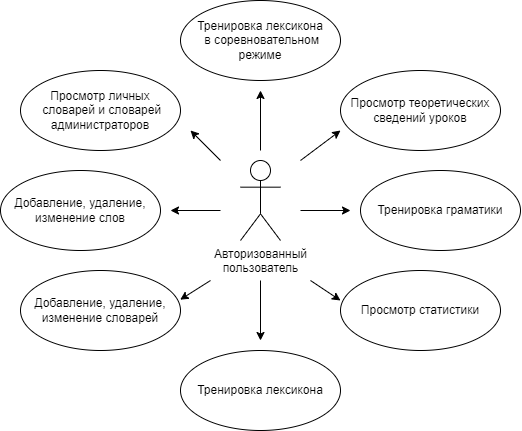 Тренировка лексикона
в соревновательном
режиме
Просмотр личных
словарей и словарей
администраторов
Просмотр теоретических
сведений уроков
Добавление, удаление,
изменение слов
Тренировка граматики
Авторизованный
пользователь
Добавление, удаление,
изменение словарей
Просмотр статистики
Тренировка лексикона